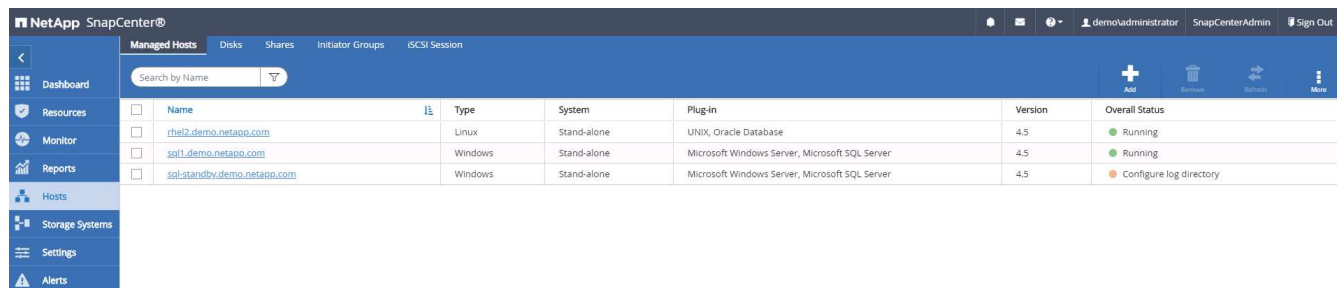 NetApp SnapCenter®
demo\administrator SnapCenterAdmin Sign Out
Managed Hosts Disks Shares Initiator Groups iSCSI Session
Search by Name
Add Remove Refresh More
Dashboard
Resources
Monitor
Reports
Hosts
Storage Systems
Settings
Alerts
Name Type System Plug-in Version Overall Status
rhel2.demo.netapp.com Linux Stand-alone UNIX, Oracle Database 4.5 Running
sql1.demo.netapp.com Windows Stand-alone Microsoft Windows Server, Microsoft SQL Server 4.5 Running
sql-standby.demo.netapp.com Windows Stand-alone Microsoft Windows Server, Microsoft SQL Server 4.5 Configure log directory